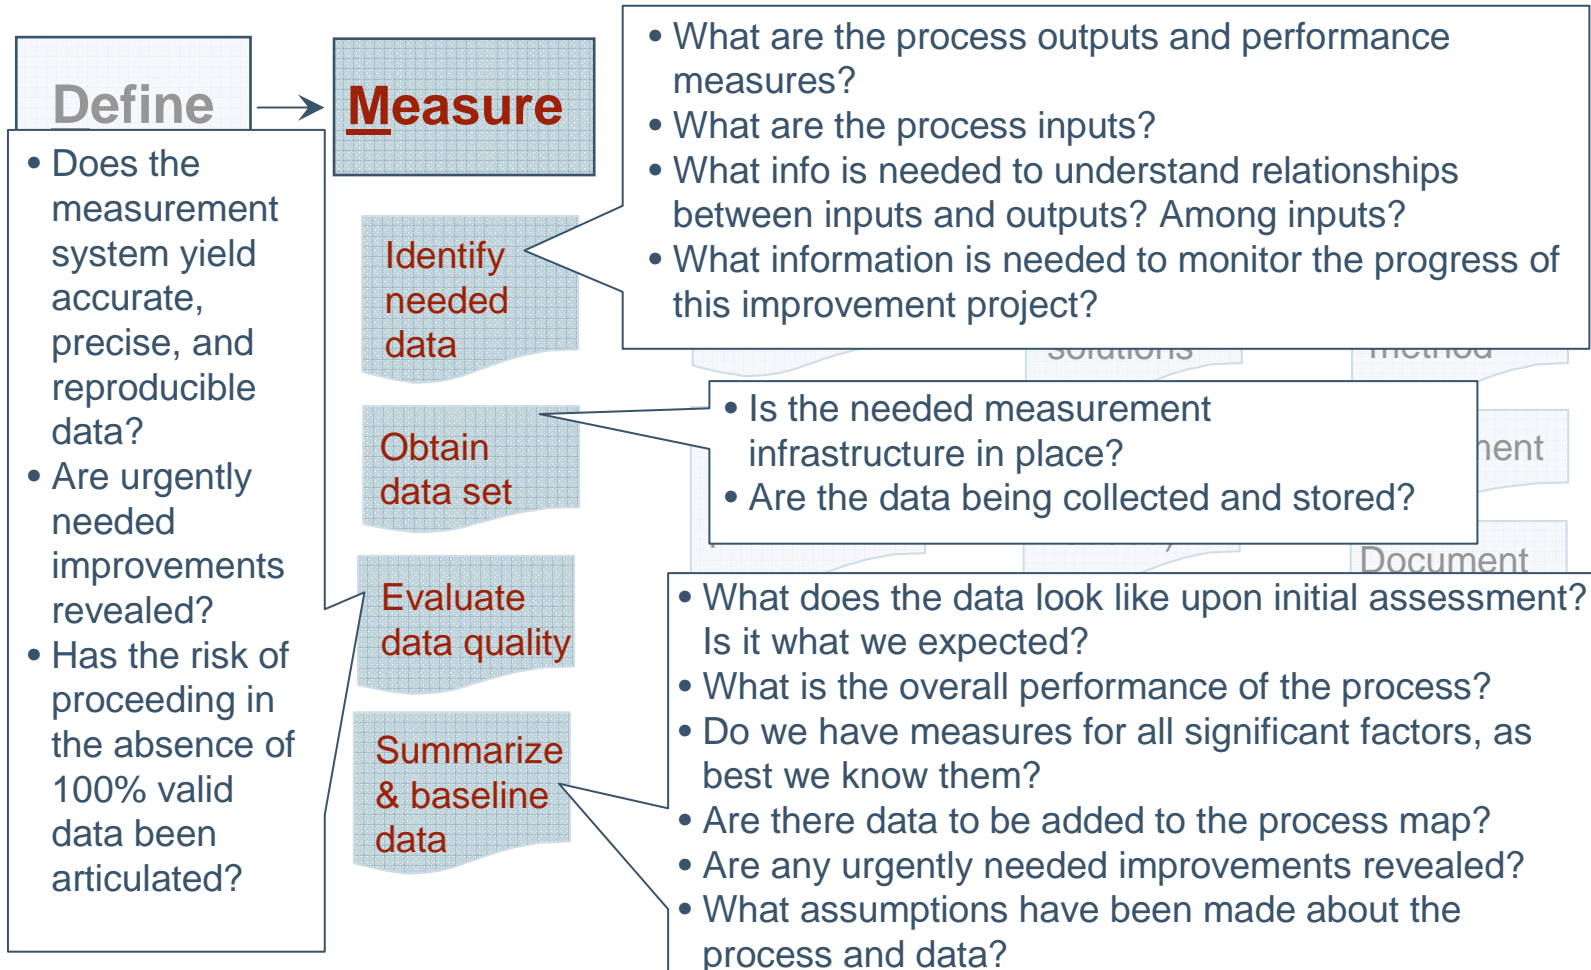 Define
Measure
• What are the process outputs and performance
measures?
• What are the process inputs?
• What info is needed to understand relationships
between inputs and outputs? Among inputs?
• What information is needed to monitor the progress of
this improvement project?
• Does the
measurement
system yield
accurate,
precise, and
reproducible
data?
• Are urgently
needed
improvements
revealed?
• Has the risk of
proceeding in
the absence of
100% valid
data been
articulated?
Identify
needed
data
solutions
method
Obtain
data set
• Is the needed measurement
infrastructure in place?
• Are the data being collected and stored?
Document
Evaluate
data quality
Summarize
& baseline
data
• What does the data look like upon initial assessment?
Is it what we expected?
• What is the overall performance of the process?
• Do we have measures for all significant factors, as
best we know them?
• Are there data to be added to the process map?
• Are any urgently needed improvements revealed?
• What assumptions have been made about the
process and data?